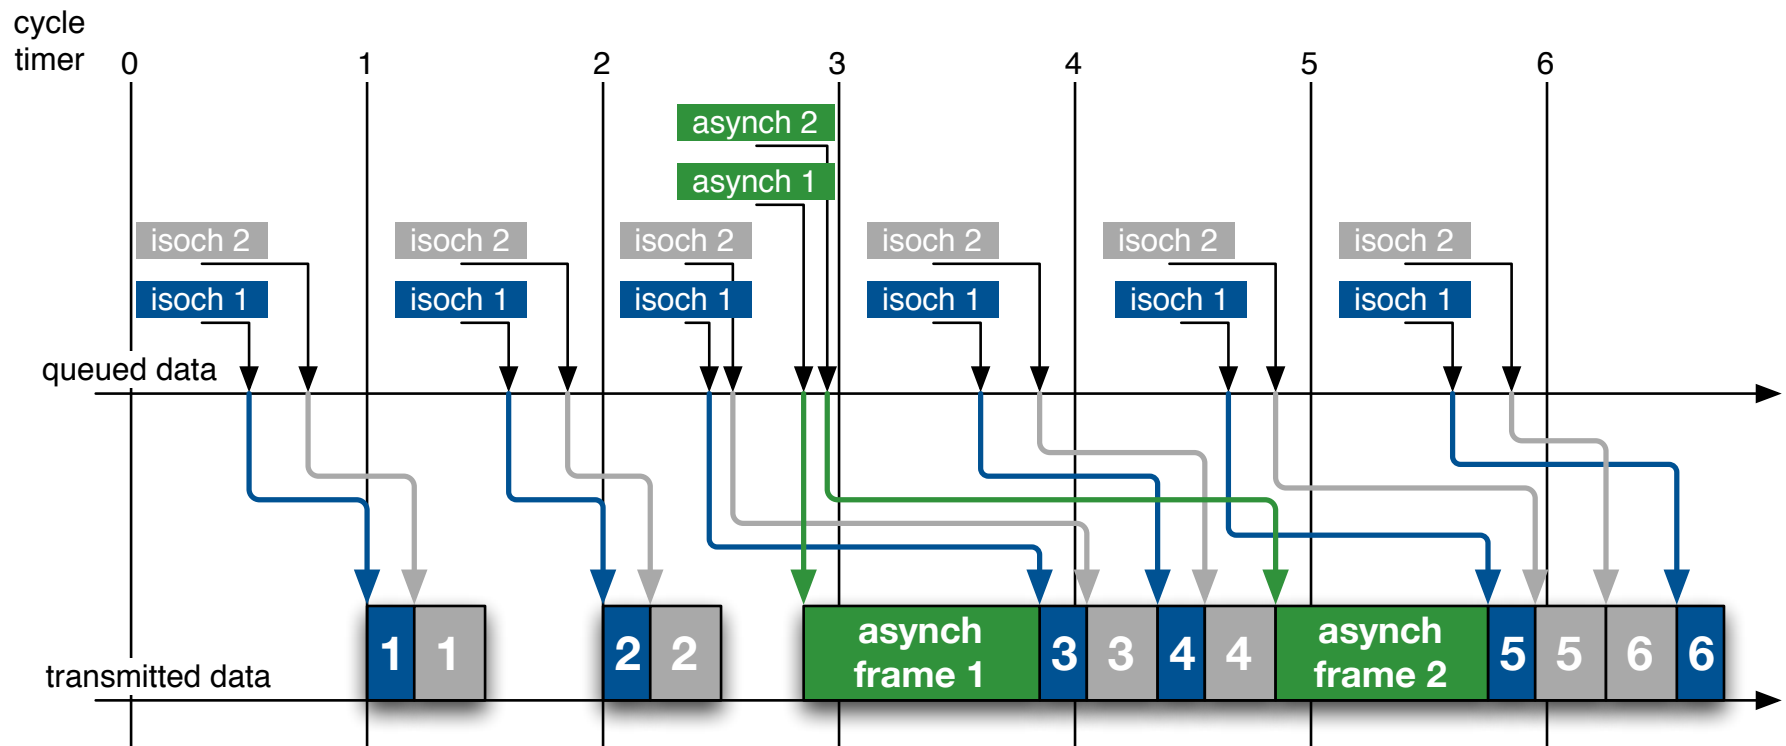 cycle
timer 0 1 2 3 4 5 6
asynch 2
asynch 1
isoch 2 isoch 2 isoch 2 isoch 2 isoch 2 isoch 2
isoch 1 isoch 1 isoch 1 isoch 1 isoch 1 isoch 1
queued data
asynch
frame 1
asynch
frame 2
1 1 2 2 3 3 4 4 5 5 6 6
transmitted data